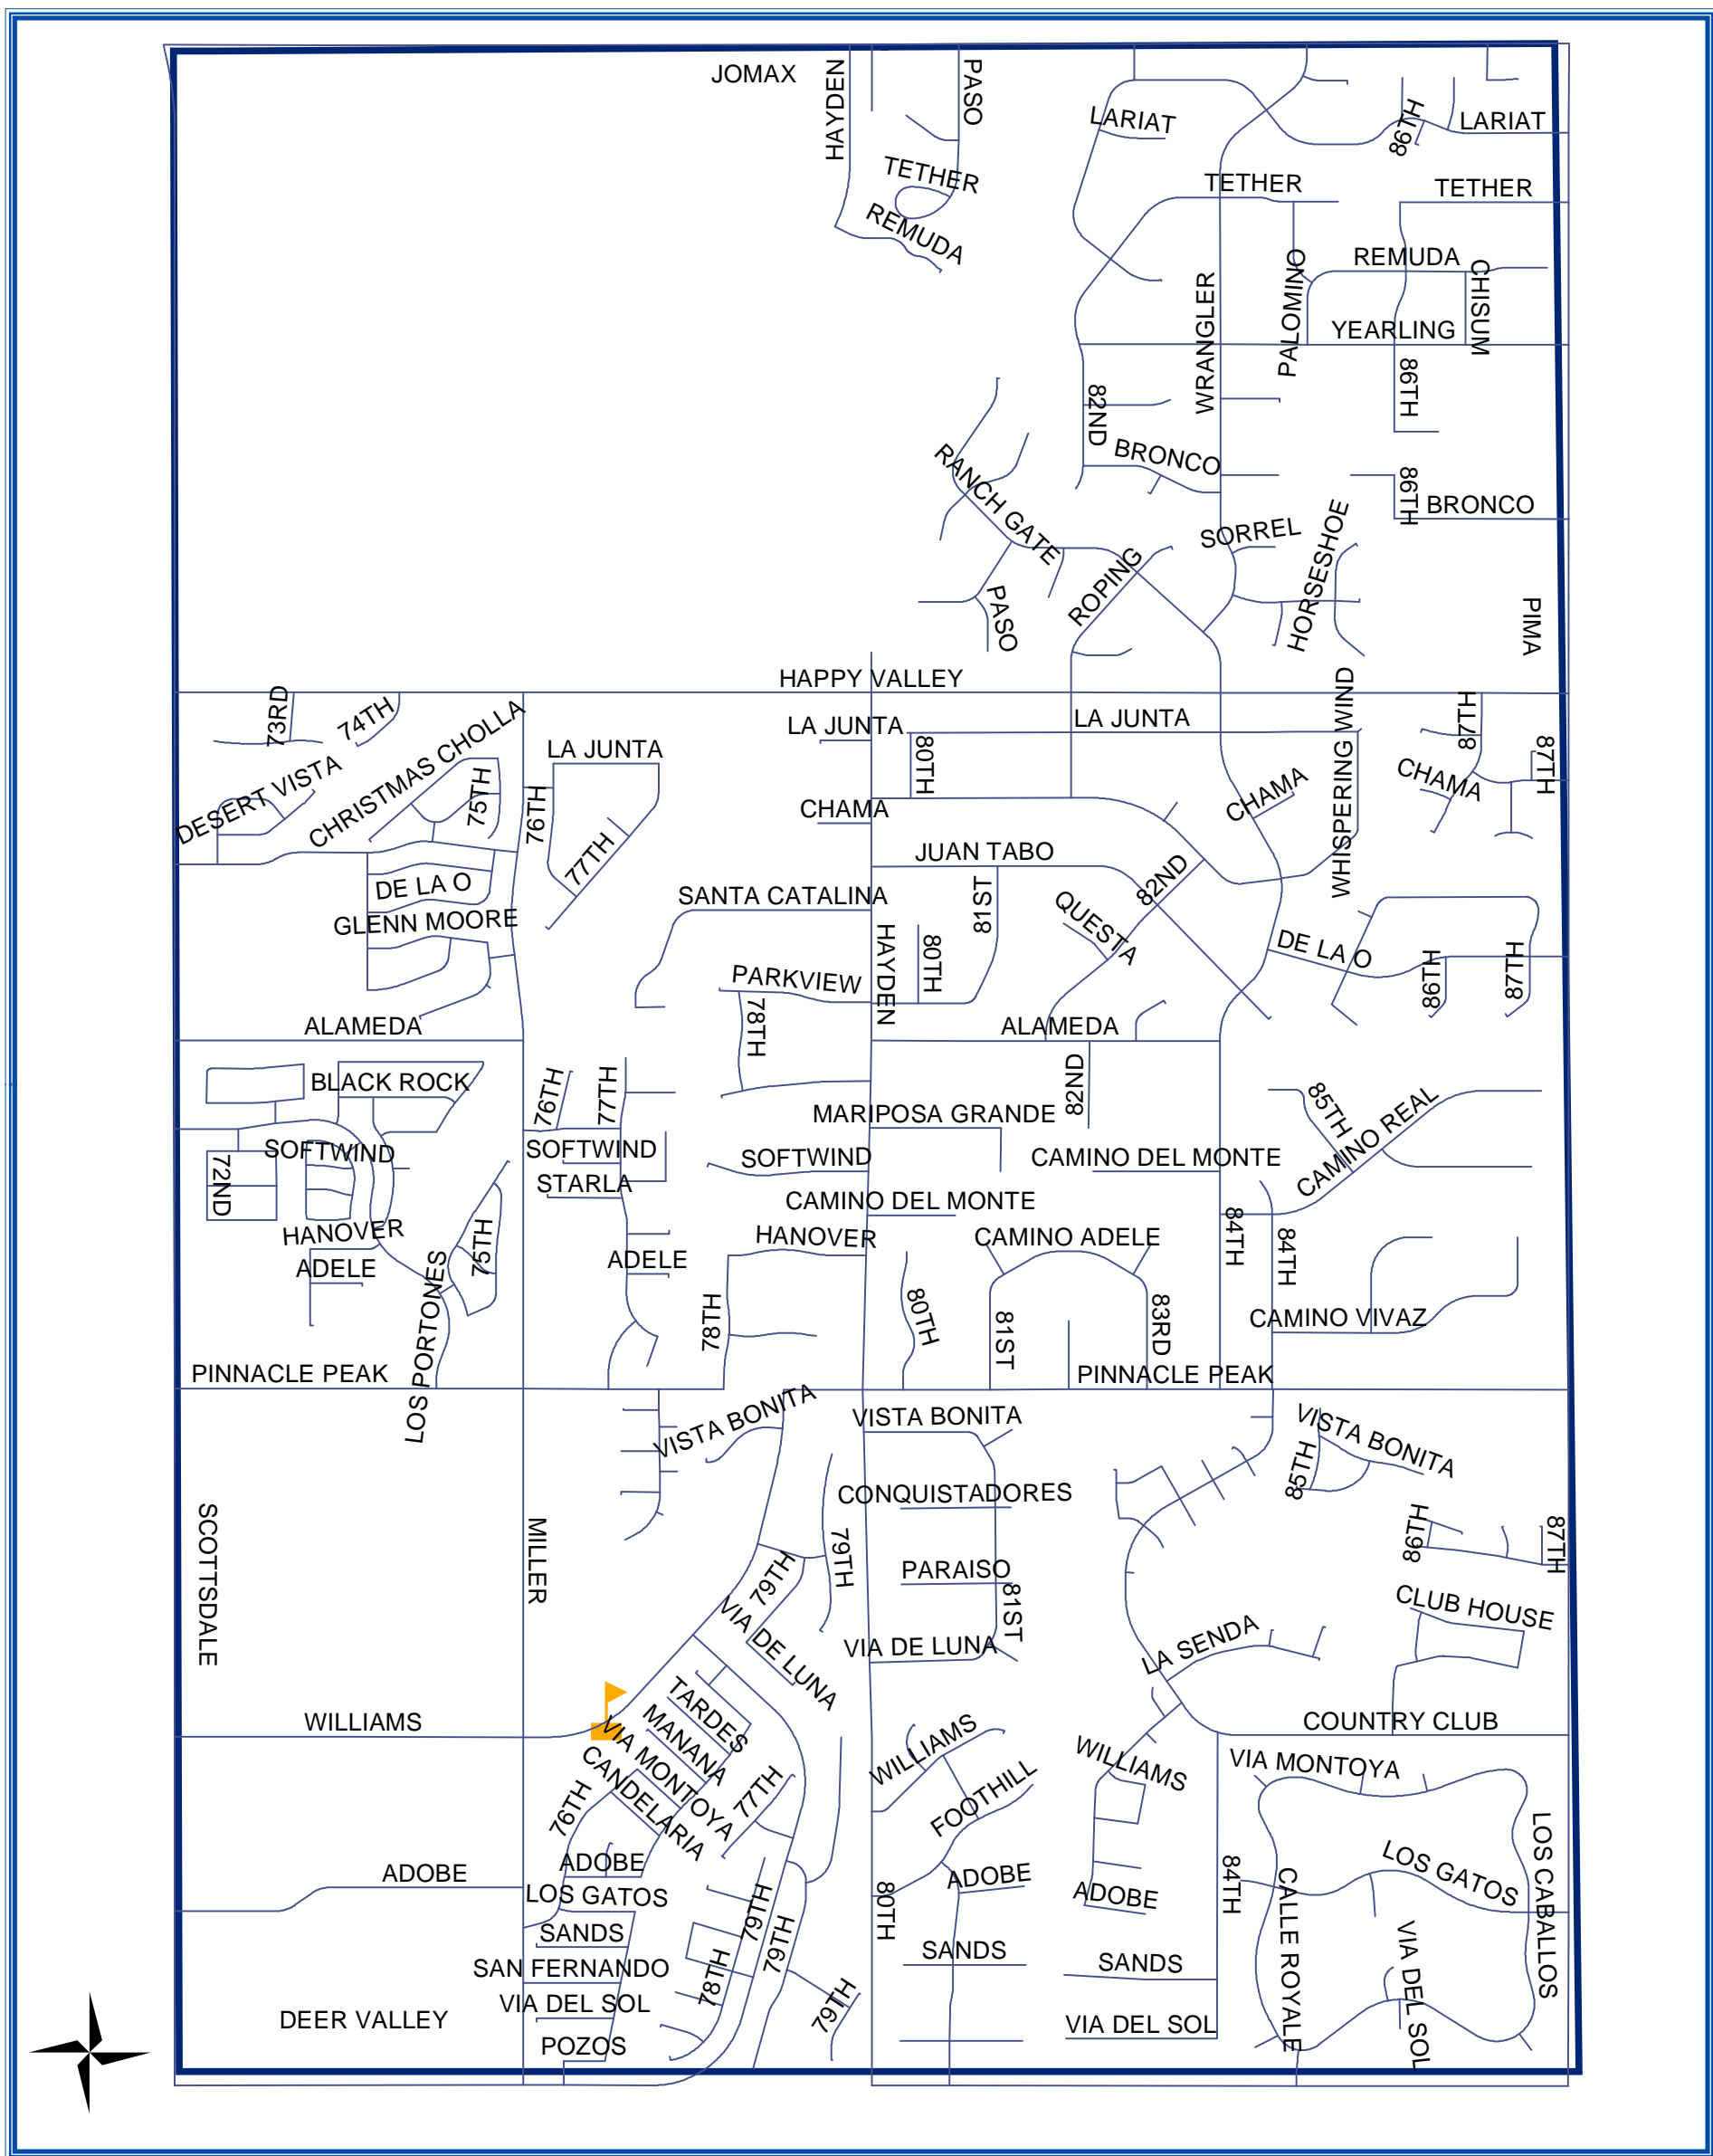 JOMAX
HAYDEN
PASO
LARIAT
86TH
LARIAT
TETHER
TETHER
TETHER
REMUDA
REMUDA
WRANGLER
PALOMINO
CHISUM
YEARLING
82ND
86TH
RANCH GATE
BRONCO
86TH
BRONCO
SORREL
HORSESHOE
ROPING
PASO
PIMA
HAPPY VALLEY
73RD
74TH
CHRISTMAS CHOLLA
LA JUNTA
LA JUNTA
LA JUNTA
80TH
WHISPERING WIND
87TH
87TH
DESERT VISTA
75TH
76TH
77TH
CHAMA
CHAMA
CHAMA
JUAN TABO
82ND
DE LA O
GLENN MOORE
SANTA CATALINA
81ST
QUESTA
HAYDEN
80TH
DE LA O
86TH
87TH
PARKVIEW
78TH
ALAMEDA
ALAMEDA
BLACK ROCK
76TH
77TH
82ND
MARIPOSA GRANDE
85TH
CAMINO REAL
SOFTWIND
SOFTWIND
SOFTWIND
CAMINO DEL MONTE
72ND
STARLA
CAMINO DEL MONTE
HANOVER
75TH
HANOVER
CAMINO ADELE
84TH
84TH
ADELE
ADELE
LOS PORTONES
78TH
80TH
81ST
83RD
CAMINO VIVAZ
PINNACLE PEAK
PINNACLE PEAK
VISTA BONITA
VISTA BONITA
VISTA BONITA
85TH
CONQUISTADORES
SCOTTSDALE
MILLER
79TH
79TH
86TH
87TH
PARAISO
81ST
CLUB HOUSE
VIA DE LUNA
VIA DE LUNA
LA SENDA
TARDES
MANANA
WILLIAMS
VIA MONTOYA
CANDELARIA
WILLIAMS
WILLIAMS
COUNTRY CLUB
VIA MONTOYA
76TH
77TH
FOOTHILL
LOS CABALLOS
ADOBE
ADOBE
ADOBE
ADOBE
84TH
LOS GATOS
LOS GATOS
79TH
80TH
CALLE ROYALE
SANDS
79TH
SANDS
SANDS
SAN FERNANDO
78TH
VIA DEL SOL
DEER VALLEY
VIA DEL SOL
79TH
VIA DEL SOL
POZOS